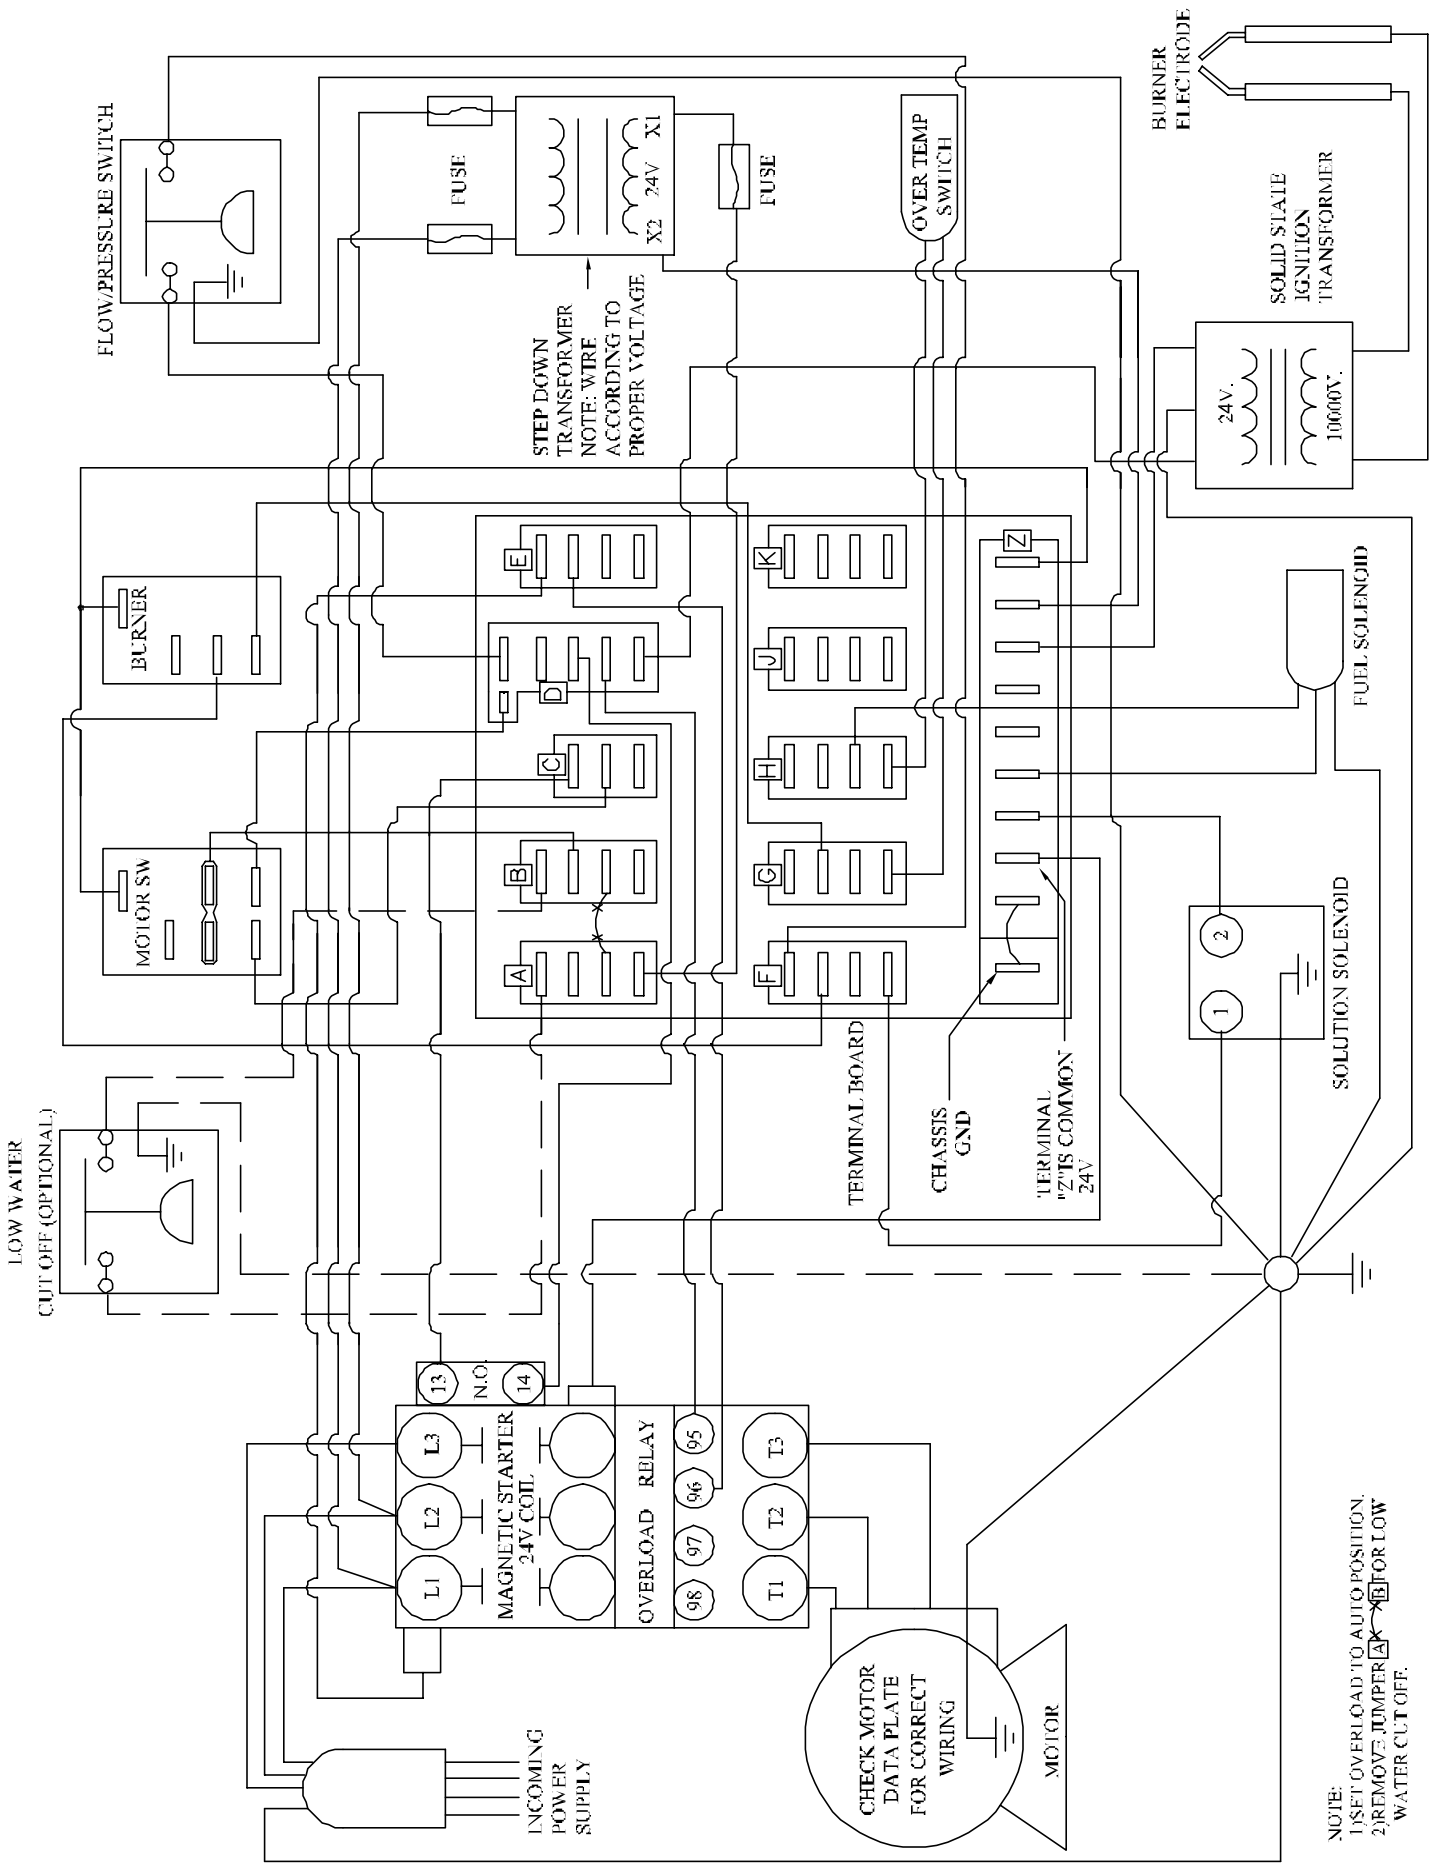 LOW WATER
CUT OFF (OPTIONAL)
MOTOR SW
BURNER
FLOW/PRESSURE SWITCH
INCOMING
POWER
SUPPLY
L1
L2
L3
MAGNETIC STARTER
24V COIL
13
N.O.
14
OVERLOAD RELAY
98
97
96
95
T1
T2
T3
CHECK MOTOR
DATA PLATE
FOR CORRECT
WIRING
MOTOR
A
B
C
D
E
F
G
H
J
K
Z
TERMINAL BOARD
CHASSIS
GND
TERMINAL
"Z"IS COMMON
24V
FUSE
X2
24V
X1
FUSE
STEP DOWN
TRANSFORMER
NOTE: WIRE
ACCORDING TO
PROPER VOLTAGE
OVER TEMP
SWITCH
BURNER
ELECTRODE
SOLID STATE
IGNITION
TRANSFORMER
24V.
10000V.
FUEL SOLENOID
1
2
SOLUTION SOLENOID
NOTE:
1)SET OVERLOAD TO AUTO POSITION.
2)REMOVE JUMPER A B FOR LOW
WATER CUT OFF.